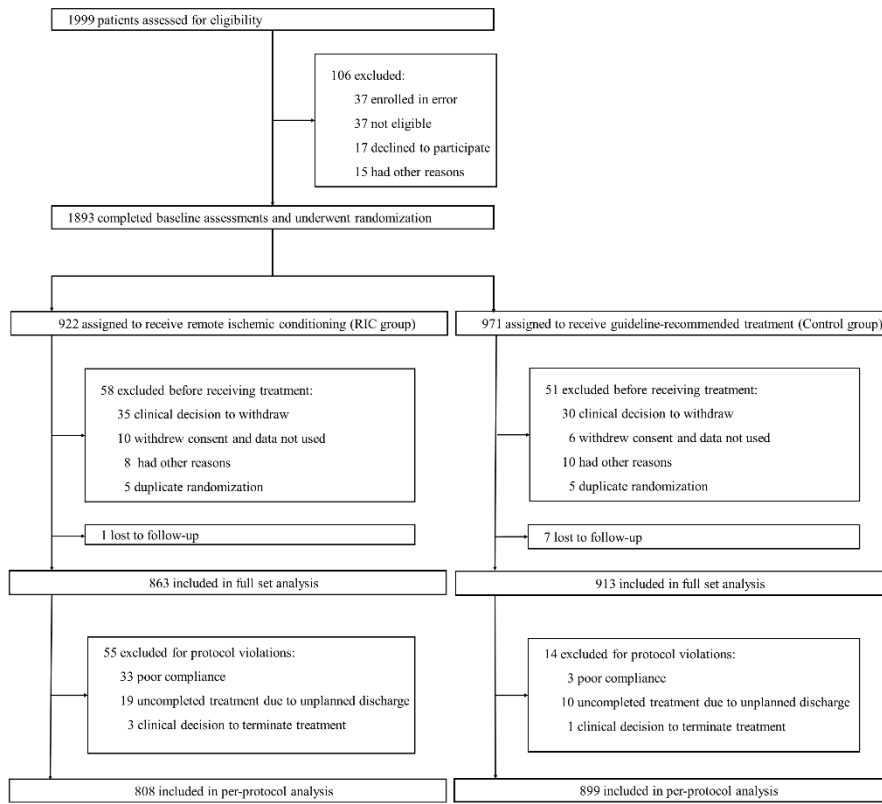 1999 patients assessed for eligibility
106 excluded:
37 enrolled in error
37 not eligible
17 declined to participate
15 had other reasons
1893 completed baseline assessments and underwent randomization
922 assigned to receive remote ischemic conditioning (RIC group)
971 assigned to receive guideline-recommended treatment (Control group)
58 excluded before receiving treatment:
35 clinical decision to withdraw
10 withdrew consent and data not used
8 had other reasons
5 duplicate randomization
51 excluded before receiving treatment:
30 clinical decision to withdraw
6 withdrew consent and data not used
10 had other reasons
5 duplicate randomization
1 lost to follow-up
7 lost to follow-up
863 included in full set analysis
913 included in full set analysis
55 excluded for protocol violations:
33 poor compliance
19 uncompleted treatment due to unplanned discharge
3 clinical decision to terminate treatment
14 excluded for protocol violations:
3 poor compliance
10 uncompleted treatment due to unplanned discharge
1 clinical decision to terminate treatment
808 included in per-protocol analysis
899 included in per-protocol analysis